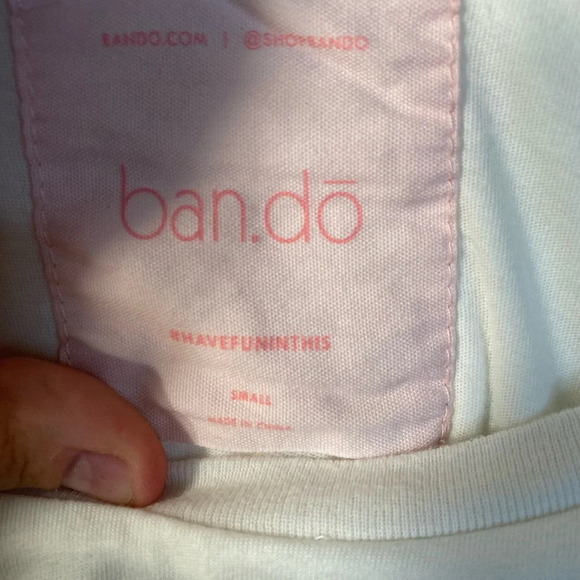 BANDO.COM | @SHOPBANDO
ban.dō
#HAVEFUNINTHIS
SMALL
MADE IN CHINA